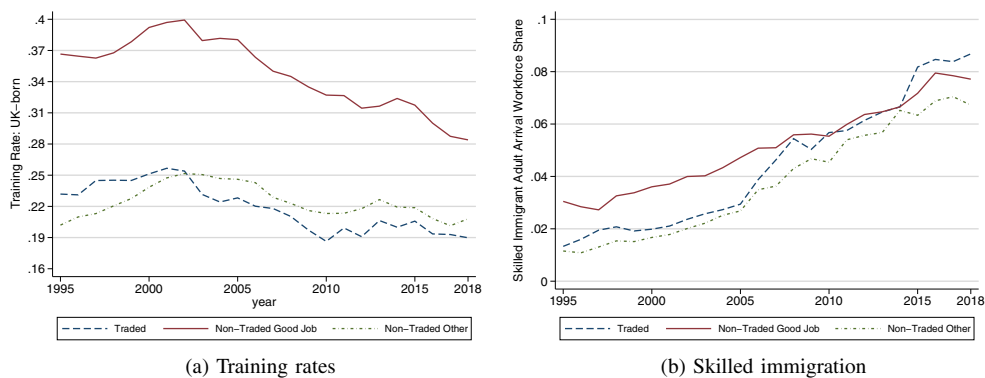 Training Rate: UK−born
.4
.37
.34
.31
.28
.25
.22
.19
.16
1995
2000
2005
2010
2015
2018
year
Traded
Non−Traded Good Job
Non−Traded Other
(a) Training rates
Skilled Immigrant Adult Arrival Workforce Share
.1
.08
.06
.04
.02
0
1995
2000
2005
2010
2015
2018
Traded
Non−Traded Good Job
Non−Traded Other
(b) Skilled immigration